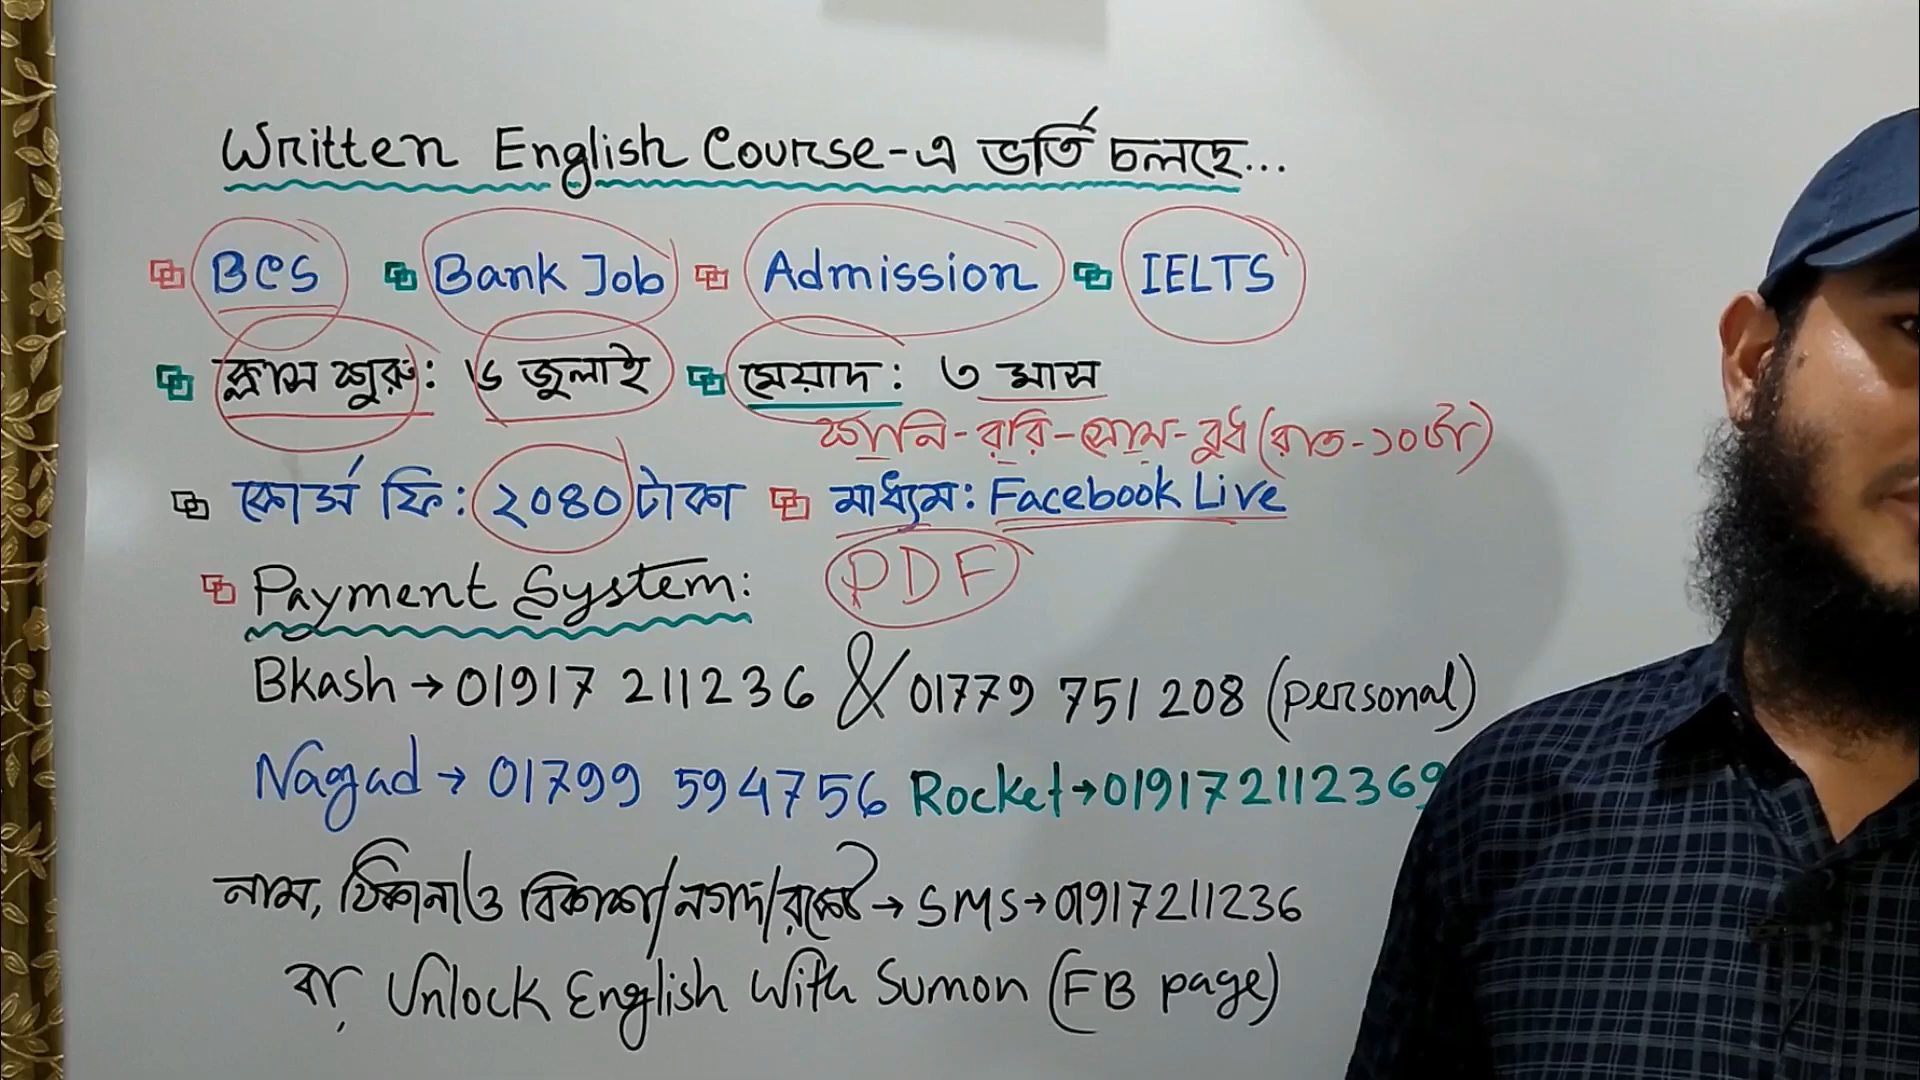 Written English Course-এ ভর্তি চলছে...
BCS Bank Job Admission IELTS
ক্লাস শুরু: ৬ জুলাই মেয়াদ: ৩ মাস
শনি-রবি-সোম-বুধ (রাত-১০টা)
কোর্স ফি: ২০৪০ টাকা মাধ্যম: Facebook Live
PDF
Payment System:
Bkash → 01917 211236 & 01779 751 208 (personal)
Nagad → 01799 594756 Rocket → 019172112369
নাম, ঠিকানা ও বিকাশ/নগদ/রকেট → SMS → 01917211236
বা, Unlock English With Sumon (FB page)